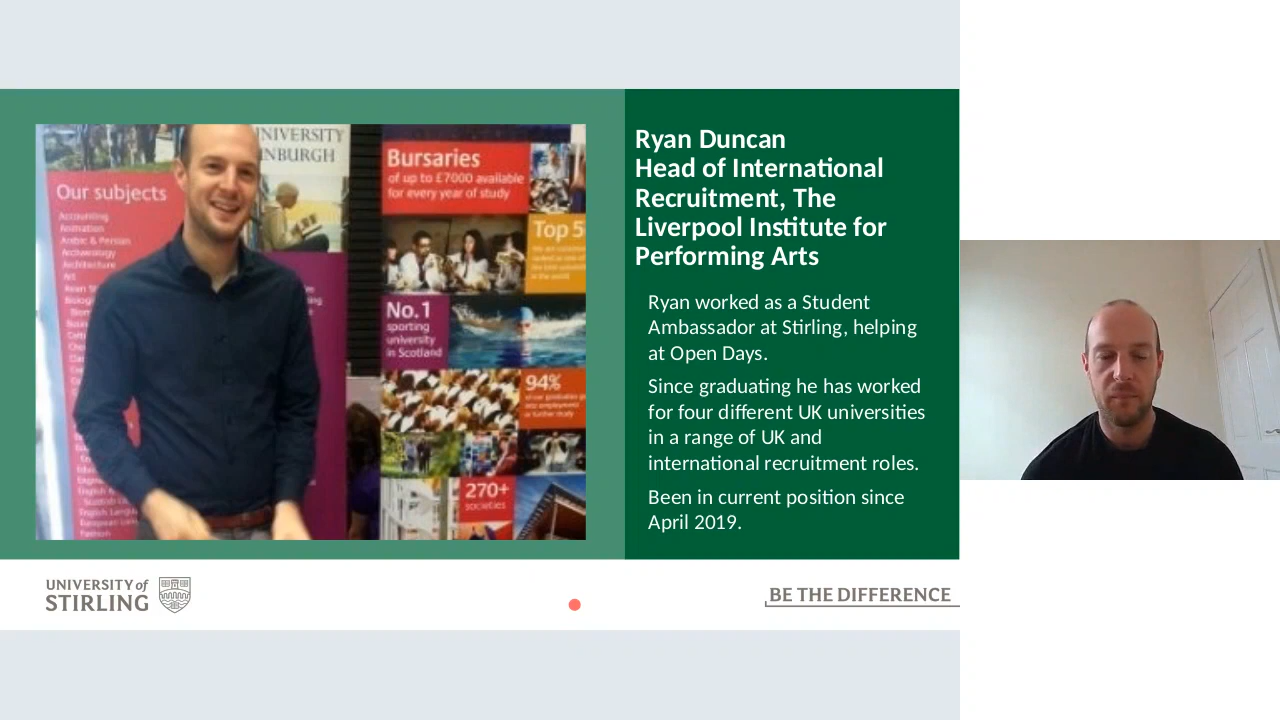 Ryan Duncan
Head of International
Recruitment, The
Liverpool Institute for
Performing Arts
Ryan worked as a Student
Ambassador at Stirling, helping
at Open Days.
Since graduating he has worked
for four different UK universities
in a range of UK and
international recruitment roles.
Been in current position since
April 2019.
Our subjects
Accounting
Animation
Arabic & Persian
Archaeology
Architecture
Art
Bursaries
of up to £7000 available
for every year of study
Top 5
No.1
sporting
university
in Scotland
94%
270+
societies
UNIVERSITY of
STIRLING
BE THE DIFFERENCE